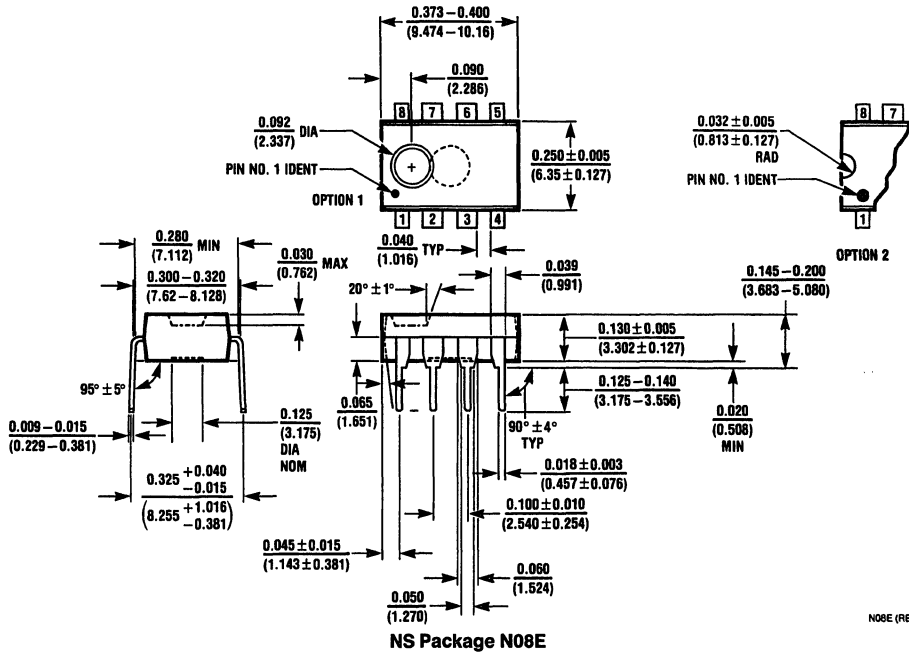 0.373–0.400
(9.474–10.16)
0.090
(2.286)
8 7 6 5
0.092 DIA
(2.337)
PIN NO. 1 IDENT
OPTION 1
+
0.250 ± 0.005
(6.35 ± 0.127)
1 2 3 4
0.032 ± 0.005
(0.813 ± 0.127)
RAD
PIN NO. 1 IDENT
8 7
1
OPTION 2
0.280 MIN
(7.112)
0.300–0.320
(7.62–8.128)
0.030 MAX
(0.762)
0.040 TYP
(1.016)
0.039
(0.991)
0.145–0.200
(3.683–5.080)
20° ± 1°
0.130 ± 0.005
(3.302 ± 0.127)
95° ± 5°
0.065
(1.651)
0.125–0.140
(3.175–3.556)
90° ± 4°
TYP
0.020
(0.508)
MIN
0.009–0.015
(0.229–0.381)
0.125
(3.175)
DIA
NOM
0.325 +0.040
−0.015
(8.255 +1.016
−0.381)
0.018 ± 0.003
(0.457 ± 0.076)
0.100 ± 0.010
(2.540 ± 0.254)
0.045 ± 0.015
(1.143 ± 0.381)
0.060
(1.524)
0.050
(1.270)
NS Package N08E
N08E (RE